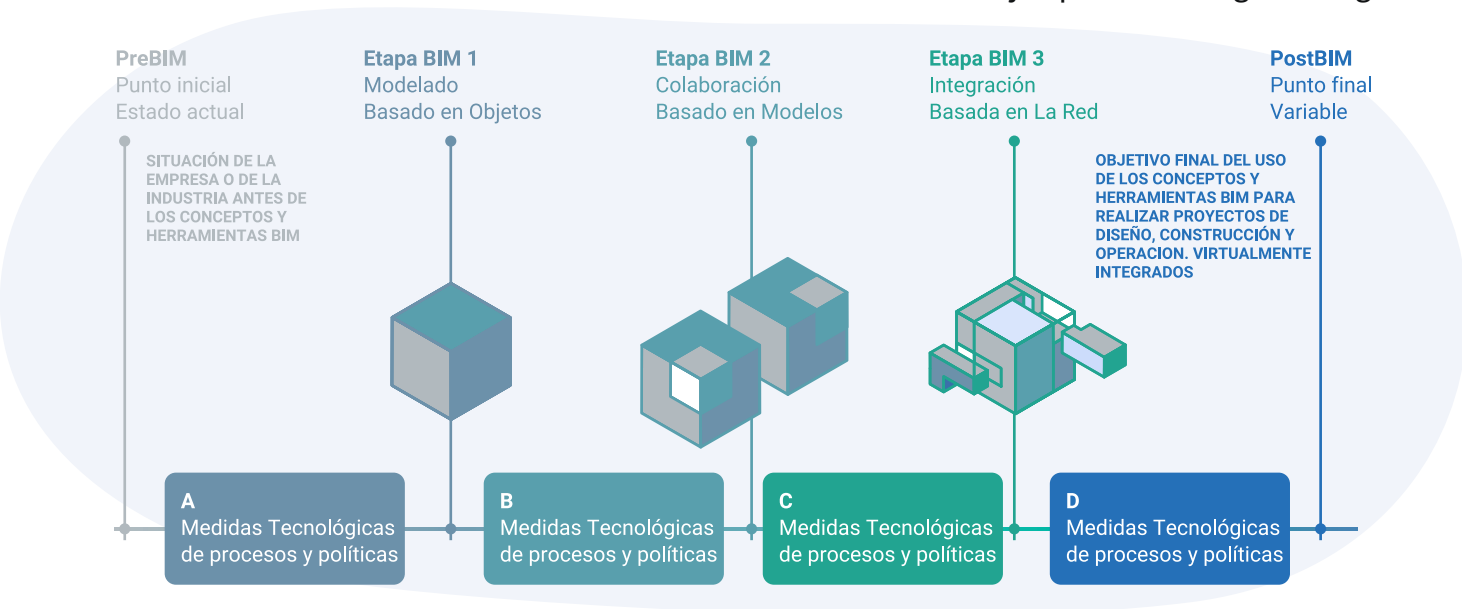 PreBIM
Punto inicial
Estado actual
Etapa BIM 1
Modelado
Basado en Objetos
Etapa BIM 2
Colaboración
Basado en Modelos
Etapa BIM 3
Integración
Basada en La Red
PostBIM
Punto final
Variable
SITUACIÓN DE LA
EMPRESA O DE LA
INDUSTRIA ANTES DE
LOS CONCEPTOS Y
HERRAMIENTAS BIM
OBJETIVO FINAL DEL USO
DE LOS CONCEPTOS Y
HERRAMIENTAS BIM PARA
REALIZAR PROYECTOS DE
DISEÑO, CONSTRUCCIÓN Y
OPERACION. VIRTUALMENTE
INTEGRADOS
A
Medidas Tecnológicas
de procesos y políticas
B
Medidas Tecnológicas
de procesos y políticas
C
Medidas Tecnológicas
de procesos y políticas
D
Medidas Tecnológicas
de procesos y políticas